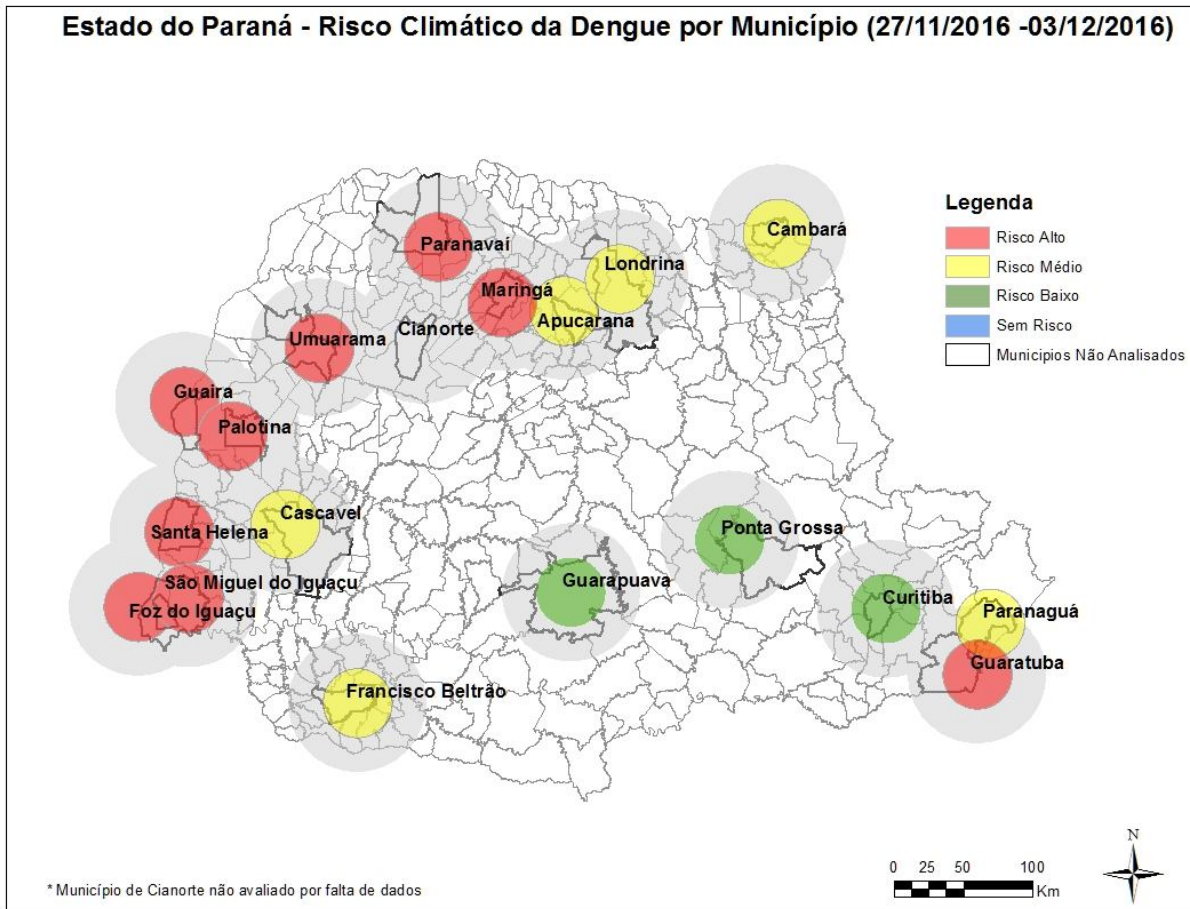 Estado do Paraná - Risco Climático da Dengue por Município (27/11/2016 -03/12/2016)
Legenda
Risco Alto
Risco Médio
Risco Baixo
Sem Risco
Municipios Não Analisados
Cambará
Paranavaí
Londrina
Maringá
Apucarana
Cianorte
Umuarama
Guaira
Palotina
Cascavel
Santa Helena
Ponta Grossa
São Miguel do Iguaçu
Guarapuava
Foz do Iguaçu
Curitiba
Paranaguá
Guaratuba
Francisco Beltrão
N
0 25 50 100
Km
* Município de Cianorte não avaliado por falta de dados